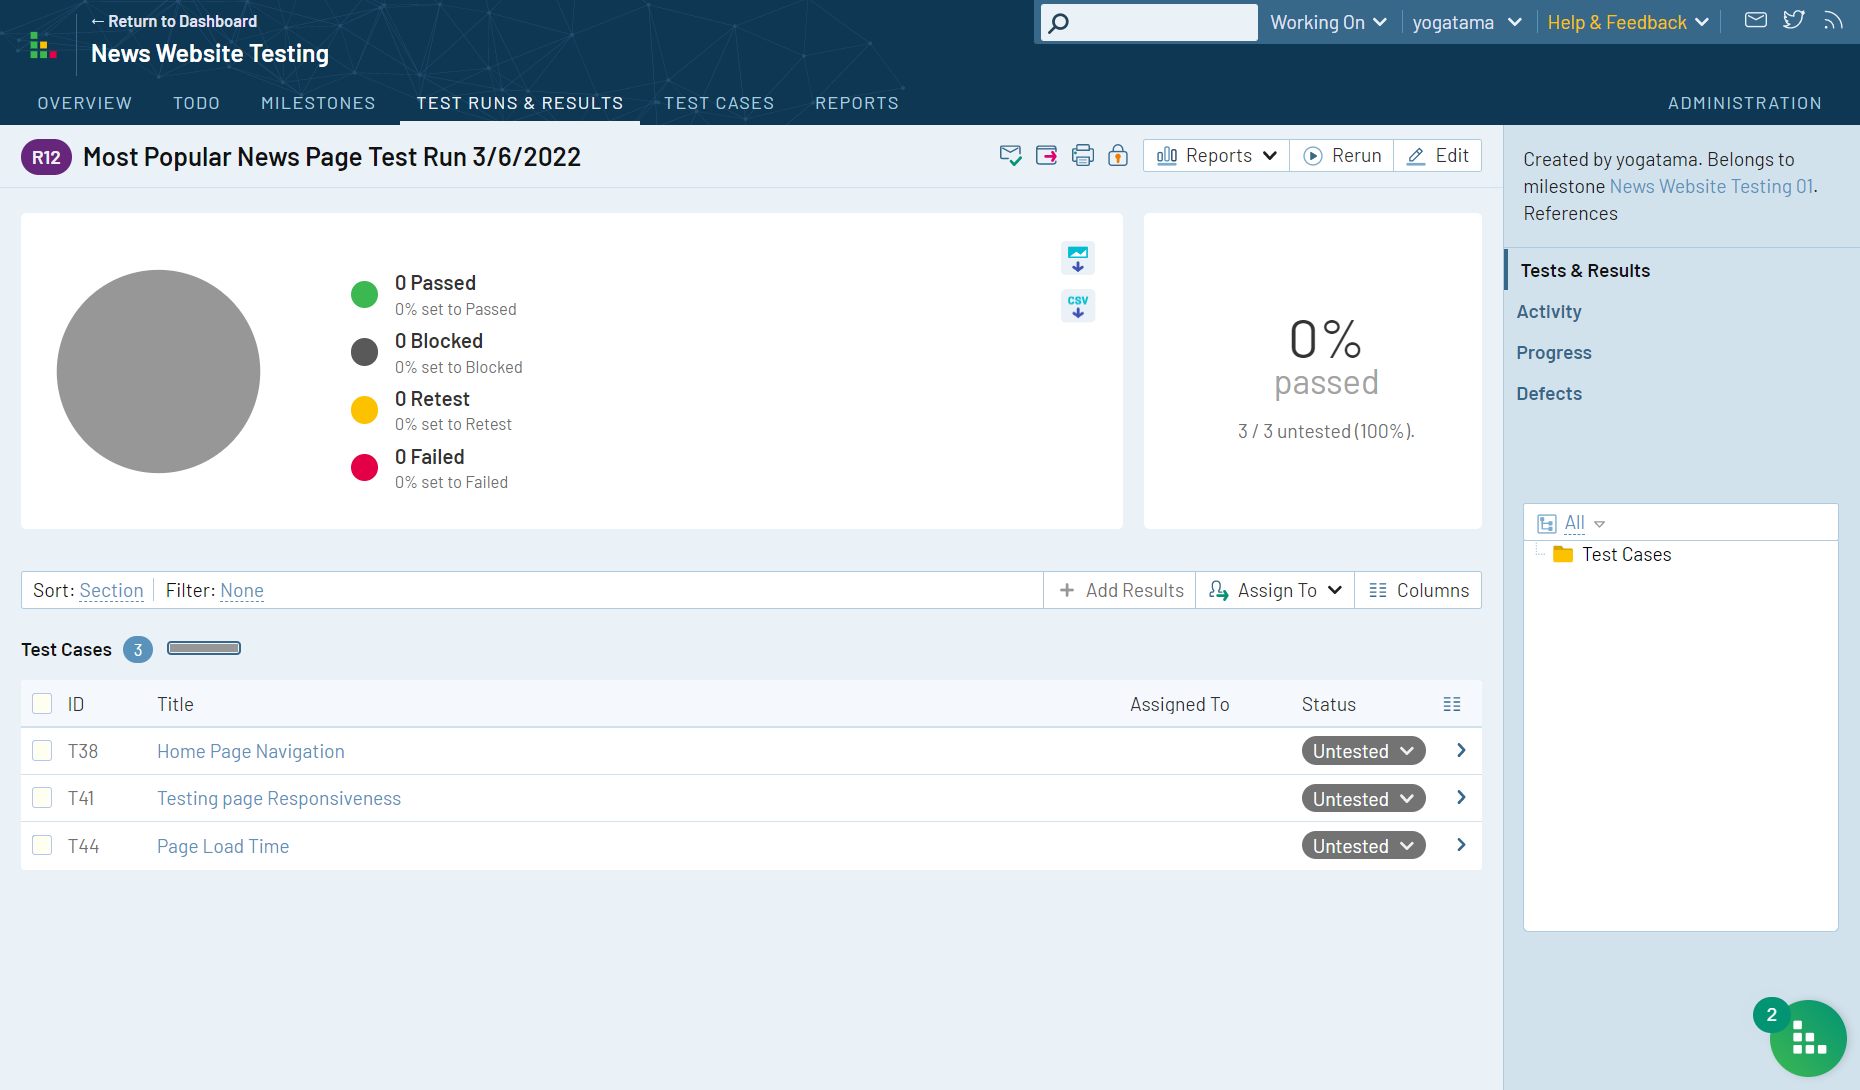 ← Return to Dashboard
News Website Testing
Working On
yogatama
Help & Feedback
OVERVIEW
TODO
MILESTONES
TEST RUNS & RESULTS
TEST CASES
REPORTS
ADMINISTRATION
R12
Most Popular News Page Test Run 3/6/2022
Reports
Rerun
Edit
Created by yogatama. Belongs to
milestone News Website Testing 01.
References
0 Passed
0% set to Passed
0 Blocked
0% set to Blocked
0 Retest
0% set to Retest
0 Failed
0% set to Failed
CSV
0%
passed
3 / 3 untested (100%).
Tests & Results
Activity
Progress
Defects
All
Test Cases
Sort: Section
Filter: None
Add Results
Assign To
Columns
Test Cases 3
ID
Title
Assigned To
Status
T38
Home Page Navigation
Untested
T41
Testing page Responsiveness
Untested
T44
Page Load Time
Untested
2